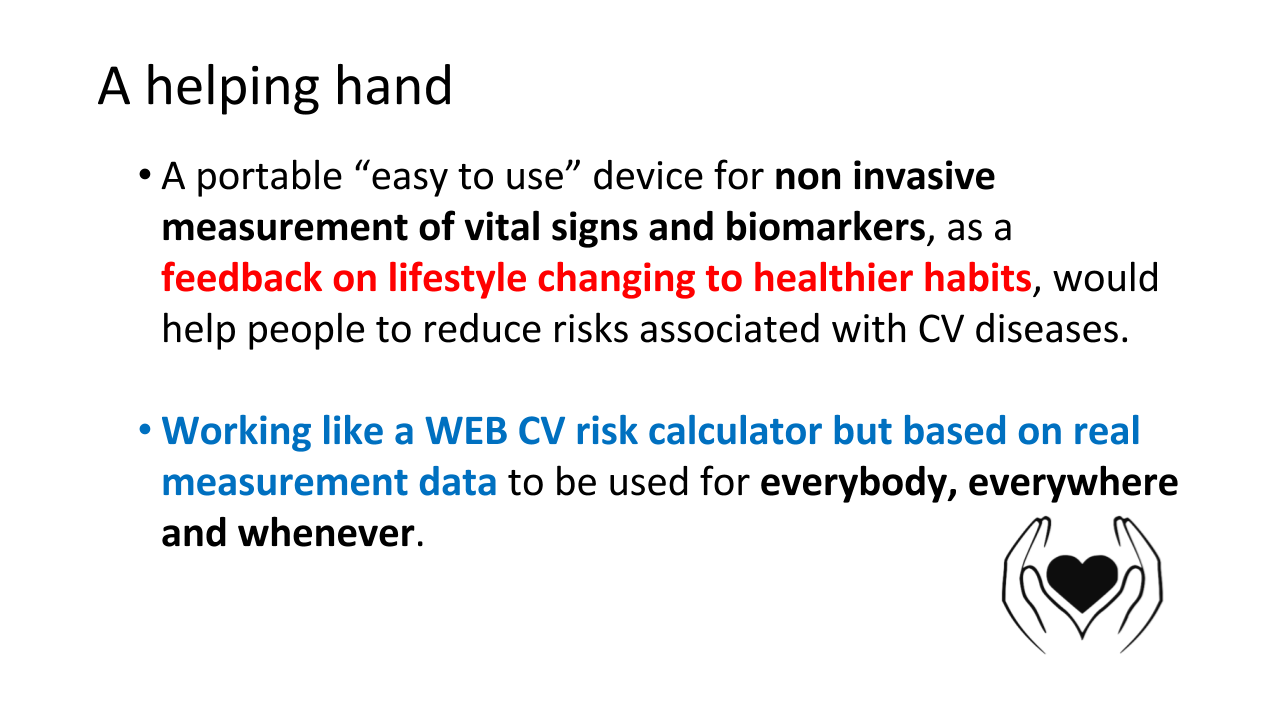 A helping hand
• A portable “easy to use” device for non invasive
measurement of vital signs and biomarkers, as a
feedback on lifestyle changing to healthier habits, would
help people to reduce risks associated with CV diseases.
• Working like a WEB CV risk calculator but based on real
measurement data to be used for everybody, everywhere
and whenever.